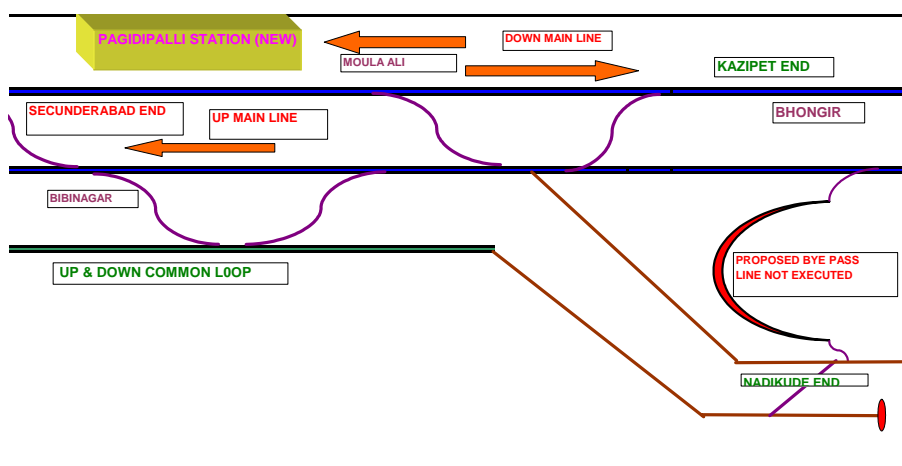 PAGIDIPALLI STATION (NEW)
DOWN MAIN LINE
MOULA ALI
KAZIPET END
SECUNDERABAD END
UP MAIN LINE
BHONGIR
BIBINAGAR
UP & DOWN COMMON L0OP
PROPOSED BYE PASS
LINE NOT EXECUTED
NADIKUDE END